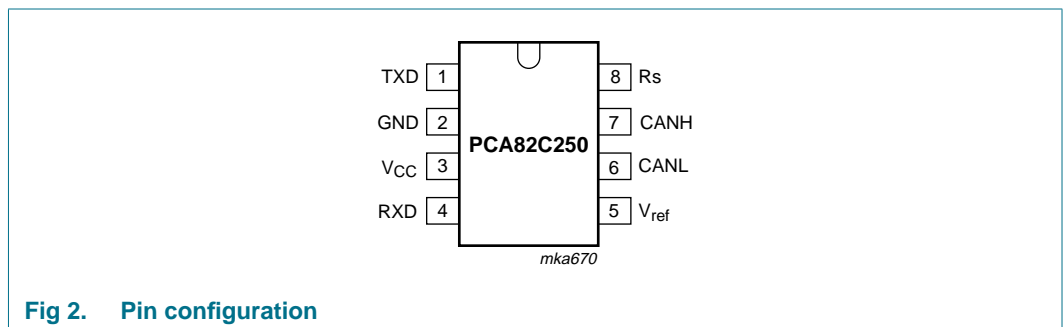 TXD 1 8 Rs
GND 2 7 CANH
PCA82C250
VCC 3 6 CANL
RXD 4 5 Vref
mka670
Fig 2. Pin configuration